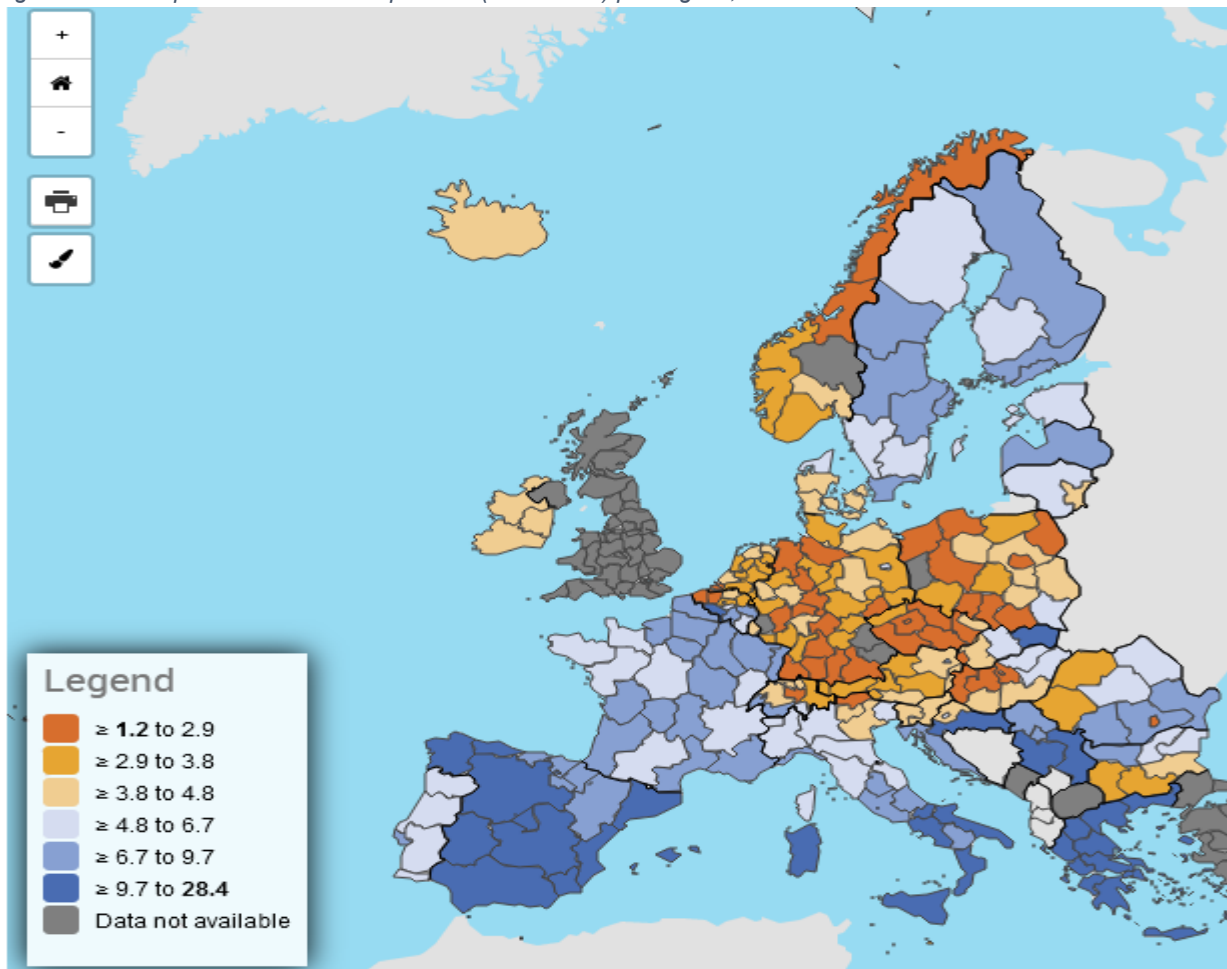 +
-
Legend
≥ 1.2 to 2.9
≥ 2.9 to 3.8
≥ 3.8 to 4.8
≥ 4.8 to 6.7
≥ 6.7 to 9.7
≥ 9.7 to 28.4
Data not available